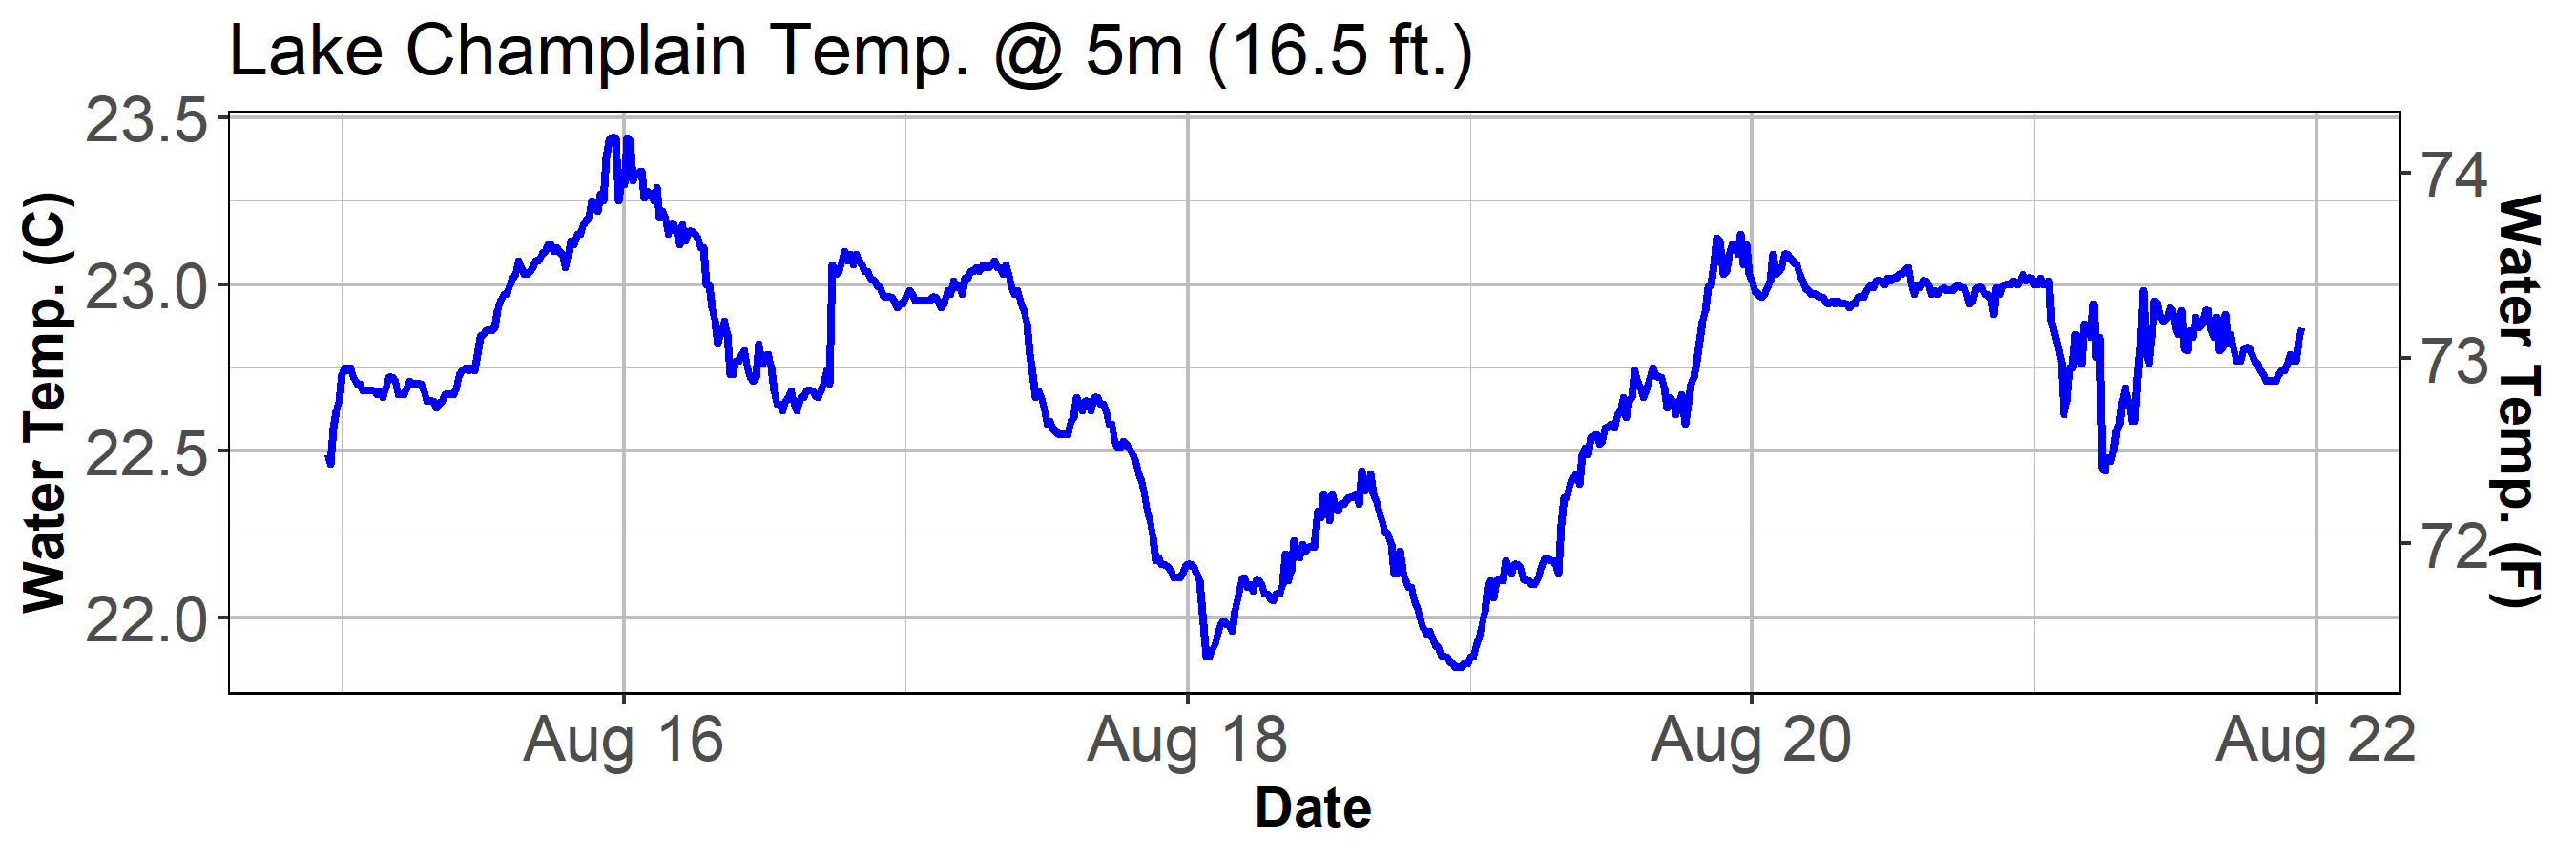 Lake Champlain Temp. @ 5m (16.5 ft.)
Water Temp. (C)
23.5
23.0
22.5
22.0
74
73
72
Water Temp. (F)
Aug 16
Aug 18
Aug 20
Aug 22
Date